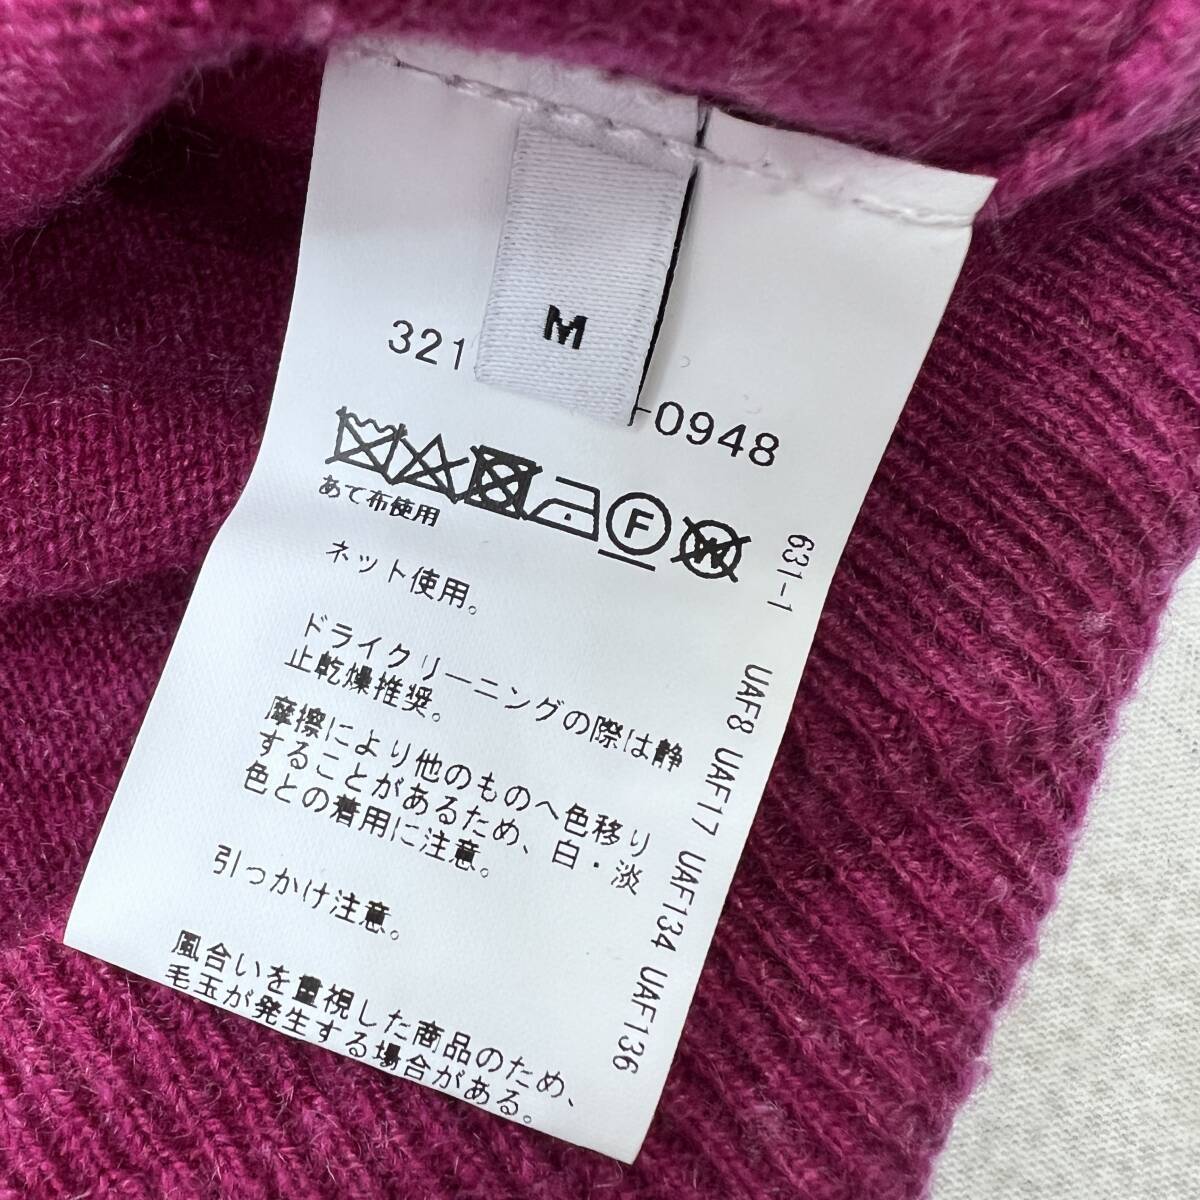 M
321
-0948
F
W
あて布使用
ネット使用。
ドライクリーニングの際は静
止乾燥推奨。
摩擦により他のものへ色移り
することがあるため、白・淡
色との着用に注意。
引っかけ注意。
風合いを重視した商品のため、
毛玉が発生する場合がある。
631-1 UAF8 UAF17 UAF134 UAF136